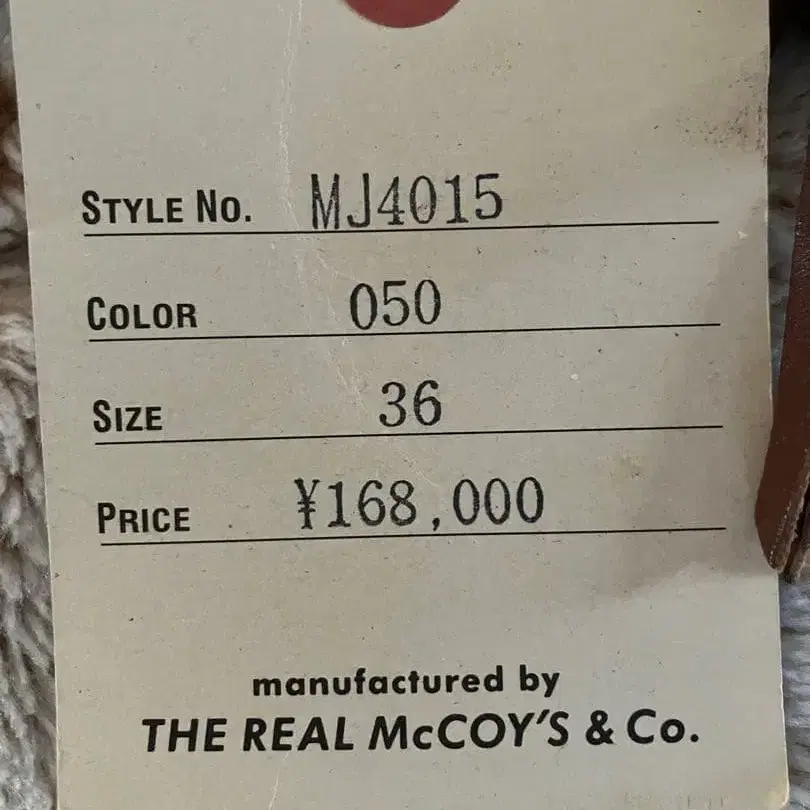 STYLE NO. MJ4015
COLOR 050
SIZE 36
PRICE ¥168,000
manufactured by
THE REAL McCOY'S & Co.